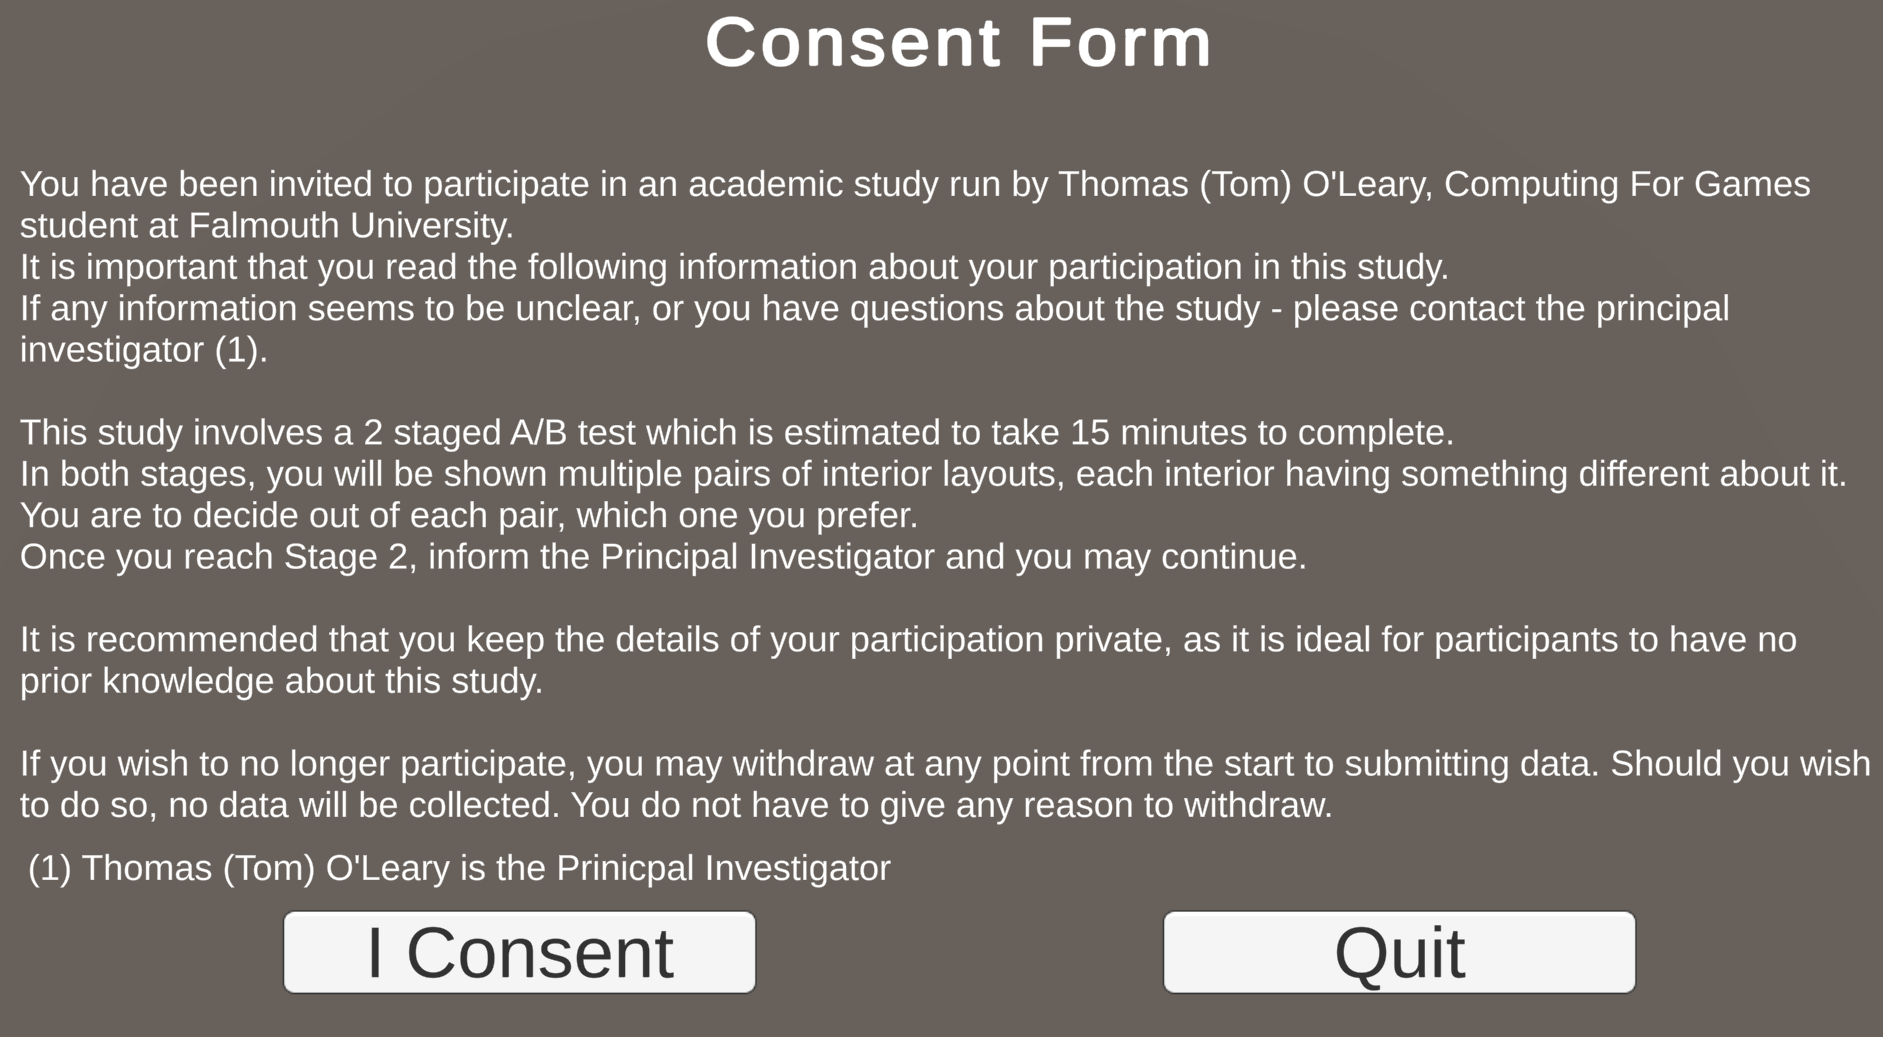 Consent Form
You have been invited to participate in an academic study run by Thomas (Tom) O'Leary, Computing For Games
student at Falmouth University.
It is important that you read the following information about your participation in this study.
If any information seems to be unclear, or you have questions about the study - please contact the principal
investigator (1).
This study involves a 2 staged A/B test which is estimated to take 15 minutes to complete.
In both stages, you will be shown multiple pairs of interior layouts, each interior having something different about it.
You are to decide out of each pair, which one you prefer.
Once you reach Stage 2, inform the Principal Investigator and you may continue.
It is recommended that you keep the details of your participation private, as it is ideal for participants to have no
prior knowledge about this study.
If you wish to no longer participate, you may withdraw at any point from the start to submitting data. Should you wish
to do so, no data will be collected. You do not have to give any reason to withdraw.
(1) Thomas (Tom) O'Leary is the Prinicpal Investigator
I Consent
Quit